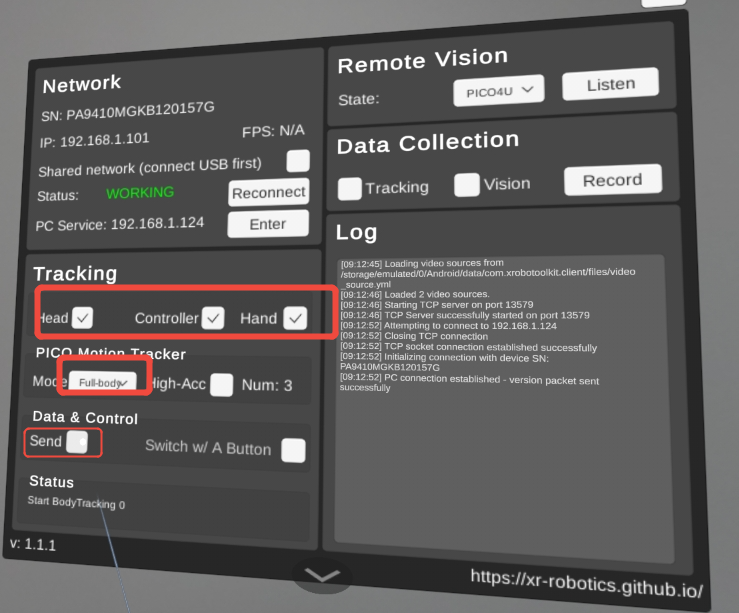 Network
SN: PA9410MGKB120157G
IP: 192.168.1.101
FPS: N/A
Shared network (connect USB first)
Status: WORKING
Reconnect
PC Service: 192.168.1.124
Enter
Tracking
Head
Controller
Hand
PICO Motion Tracker
Mode
Full-body
High-Acc
Num: 3
Data & Control
Send
Switch w/ A Button
Status
Start BodyTracking 0
v: 1.1.1
Remote Vision
State:
PICO4U
Listen
Data Collection
Tracking
Vision
Record
Log
[09:12:45] Loading video sources from
/storage/emulated/0/Android/data/com.xrobotoolkit.client/files/video
_source.yml
[09:12:46] Loaded 2 video sources.
[09:12:46] Starting TCP server on port 13579
[09:12:46] TCP Server successfully started on port 13579
[09:12:52] Attempting to connect to 192.168.1.124
[09:12:52] Closing TCP connection
[09:12:52] TCP socket connection established successfully
[09:12:52] Initializing connection with device SN:
PA9410MGKB120157G
[09:12:52] PC connection established - version packet sent
successfully
https://xr-robotics.github.io/